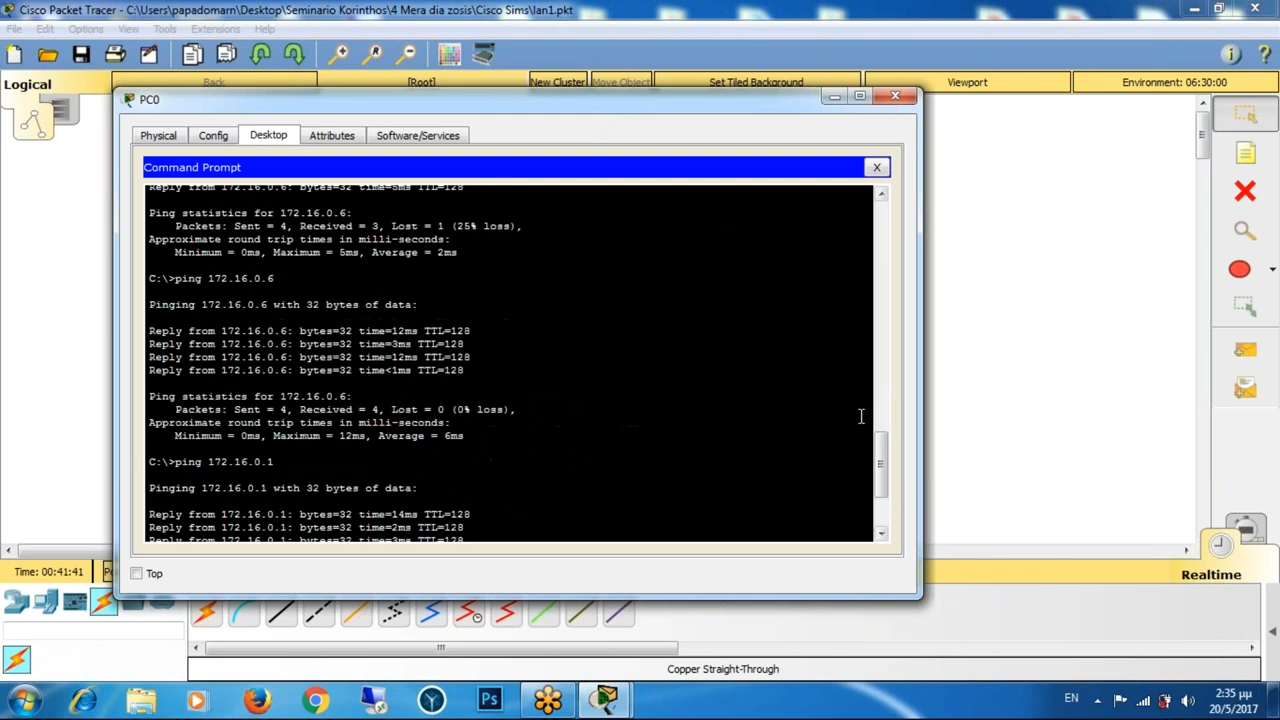 Cisco Packet Tracer - C:\Users\papadomarn\Desktop\Seminario Korinthos\4 Mera dia zosis\Cisco Sims\lan1.pkt
File Edit Options View Tools Extensions Help
Logical Back [Root] New Cluster Move Object Set Tiled Background Viewport Environment: 06:30:00
PC0
Physical Config Desktop Attributes Software/Services
Command Prompt X
Reply from 172.16.0.6: bytes=32 time=5ms TTL=128
Ping statistics for 172.16.0.6:
Packets: Sent = 4, Received = 3, Lost = 1 (25% loss),
Approximate round trip times in milli-seconds:
Minimum = 0ms, Maximum = 5ms, Average = 2ms
C:\>ping 172.16.0.6
Pinging 172.16.0.6 with 32 bytes of data:
Reply from 172.16.0.6: bytes=32 time=12ms TTL=128
Reply from 172.16.0.6: bytes=32 time=3ms TTL=128
Reply from 172.16.0.6: bytes=32 time=12ms TTL=128
Reply from 172.16.0.6: bytes=32 time<1ms TTL=128
Ping statistics for 172.16.0.6:
Packets: Sent = 4, Received = 4, Lost = 0 (0% loss),
Approximate round trip times in milli-seconds:
Minimum = 0ms, Maximum = 12ms, Average = 6ms
C:\>ping 172.16.0.1
Pinging 172.16.0.1 with 32 bytes of data:
Reply from 172.16.0.1: bytes=32 time=14ms TTL=128
Reply from 172.16.0.1: bytes=32 time=2ms TTL=128
Reply from 172.16.0.1: bytes=32 time=3ms TTL=128
Top
Time: 00:41:41
Realtime
Copper Straight-Through
EN 2:35 μμ
20/5/2017